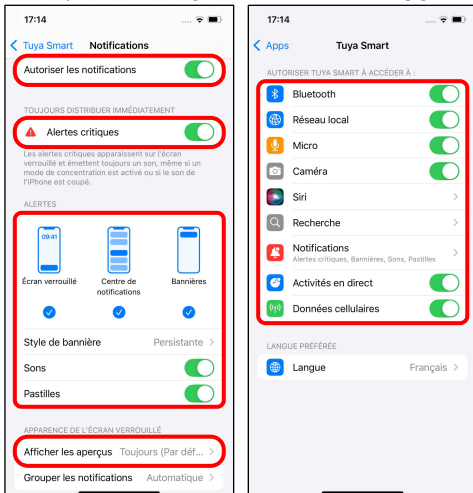 17:14
Tuya Smart Notifications
Autoriser les notifications
TOUJOURS DISTRIBUER IMMÉDIATEMENT
Alertes critiques
Les alertes critiques apparaissent sur l'écran
verrouillé et émettent toujours un son, même si un
mode de concentration est activé ou si le son de
l'iPhone est coupé.
ALERTES
09:41
Écran verrouillé
Centre de
notifications
Bannières
Style de bannière Persistante
Sons
Pastilles
APPARENCE DE L'ÉCRAN VERROUILLÉ
Afficher les aperçus Toujours (Par déf...
Grouper les notifications Automatique
17:14
Apps Tuya Smart
AUTORISER TUYA SMART À ACCÉDER À :
Bluetooth
Réseau local
Micro
Caméra
Siri
Recherche
Notifications
Alertes critiques, Bannières, Sons, Pastilles
Activités en direct
Données cellulaires
LANGUE PRÉFÉRÉE
Langue Français